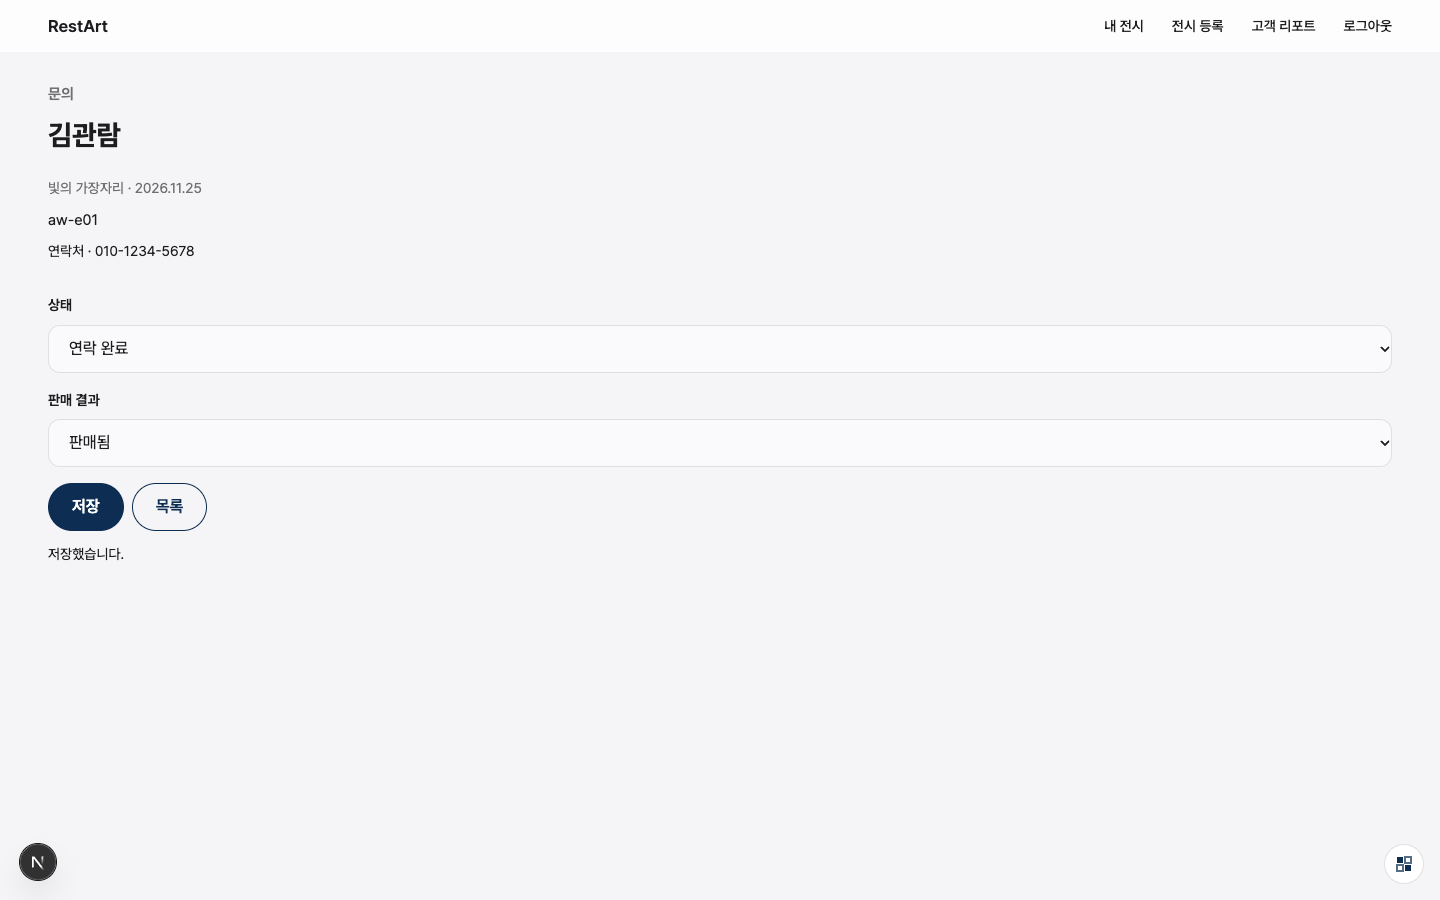 RestArt
내 전시 전시 등록 고객 리포트 로그아웃
문의
김관람
빛의 가장자리 · 2026.11.25
aw-e01
연락처 · 010-1234-5678
상태
연락 완료
판매 결과
판매됨
저장 목록
저장했습니다.
N